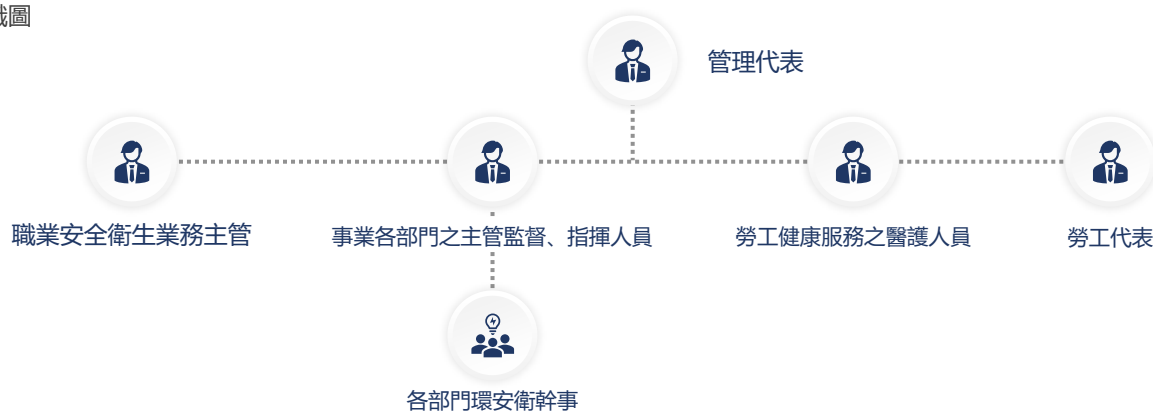 織圖
管理代表
職業安全衛生業務主管
事業各部門之主管監督、指揮人員
勞工健康服務之醫護人員
勞工代表
各部門環安衛幹事